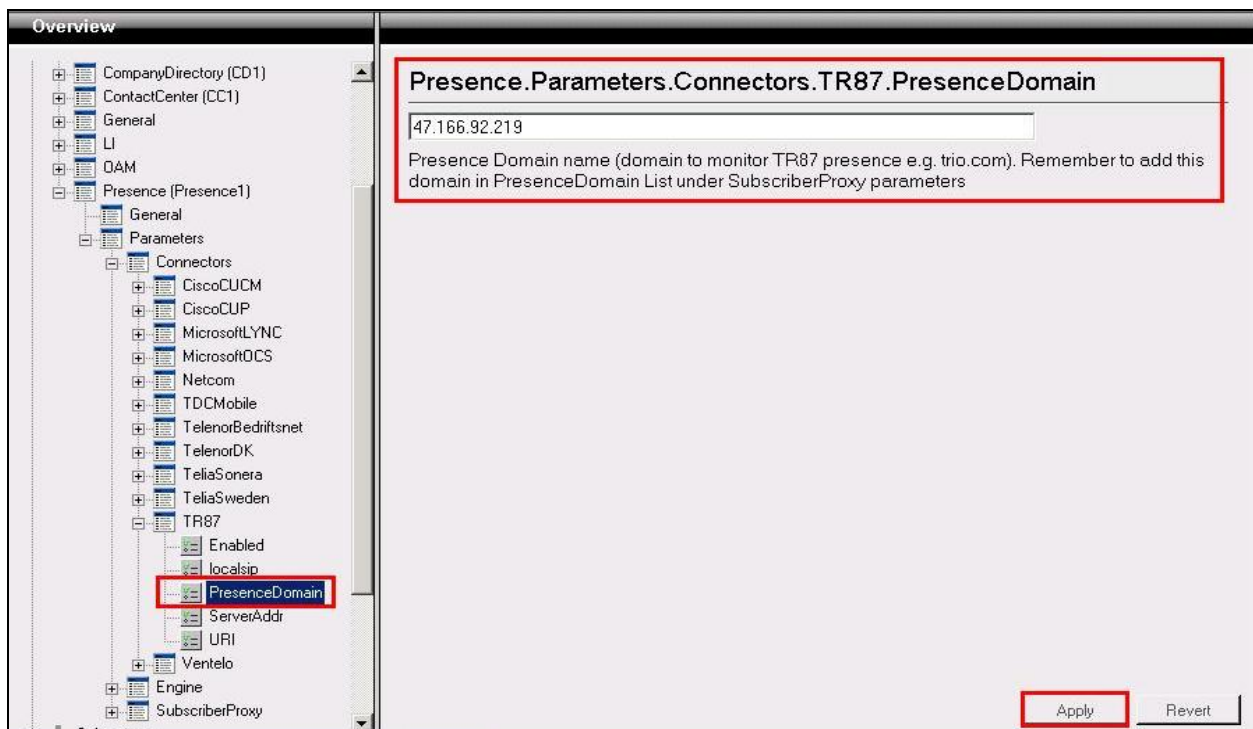 Overview
CompanyDirectory (CD1)
ContactCenter (CC1)
General
LI
OAM
Presence (Presence1)
General
Parameters
Connectors
CiscoCUCM
CiscoCUP
MicrosoftLYNC
MicrosoftOCS
Netcom
TDCMobile
TelenorBedriftsnet
TelenorDK
TeliaSonera
TeliaSweden
TR87
Enabled
localsip
PresenceDomain
ServerAddr
URI
Ventelo
Engine
SubscriberProxy
Presence.Parameters.Connectors.TR87.PresenceDomain
47.166.92.219
Presence Domain name (domain to monitor TR87 presence e.g. trio.com). Remember to add this
domain in PresenceDomain List under SubscriberProxy parameters
Apply
Revert